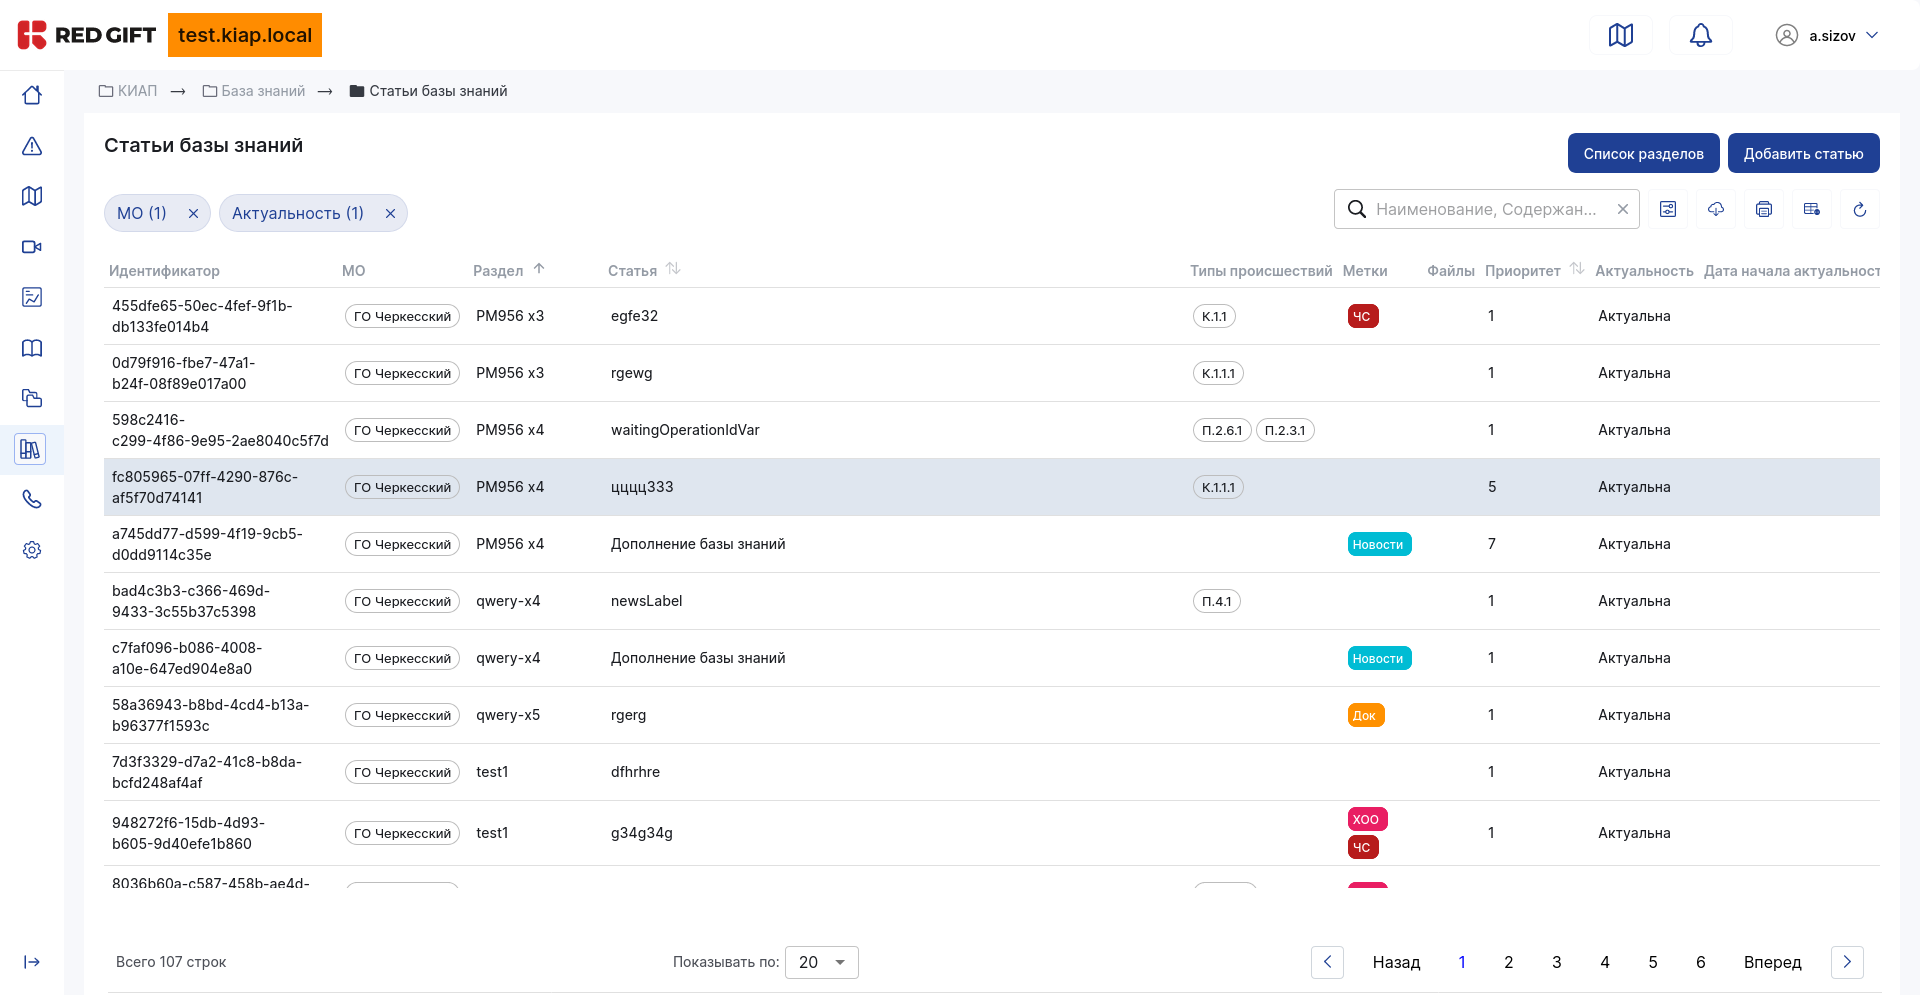 RED GIFT
test.kiap.local
a.sizov
КИАП → База знаний → Статьи базы знаний
Статьи базы знаний
Список разделов
Добавить статью
МО (1)
Актуальность (1)
Наименование, Содержан...
Идентификатор МО Раздел Статья Типы происшествий Метки Файлы Приоритет Актуальность Дата начала актуальност
455dfe65-50ec-4fef-9f1b-
db133fe014b4
ГО Черкесский РМ956 х3 egfe32 К.1.1 ЧС 1 Актуальна
0d79f916-fbe7-47a1-
b24f-08f89e017a00
ГО Черкесский РМ956 х3 rgewg К.1.1.1 1 Актуальна
598c2416-
c299-4f86-9e95-2ae8040c5f7d
ГО Черкесский РМ956 х4 waitingOperationIdVar П.2.6.1 П.2.3.1 1 Актуальна
fc805965-07ff-4290-876c-
af5f70d74141
ГО Черкесский РМ956 х4 цццц333 К.1.1.1 5 Актуальна
a745dd77-d599-4f19-9cb5-
d0dd9114c35e
ГО Черкесский РМ956 х4 Дополнение базы знаний Новости 7 Актуальна
bad4c3b3-c366-469d-
9433-3c55b37c5398
ГО Черкесский qwery-x4 newsLabel П.4.1 1 Актуальна
c7faf096-b086-4008-
a10e-647ed904e8a0
ГО Черкесский qwery-x4 Дополнение базы знаний Новости 1 Актуальна
58a36943-b8bd-4cd4-b13a-
b96377f1593c
ГО Черкесский qwery-x5 rgerg Док 1 Актуальна
7d3f3329-d7a2-41c8-b8da-
bcfd248af4af
ГО Черкесский test1 dfhrhre 1 Актуальна
948272f6-15db-4d93-
b605-9d40efe1b860
ГО Черкесский test1 g34g34g ХОО 1 Актуальна
ЧС
8036b60a-c587-458b-ae4d-
Всего 107 строк
Показывать по: 20
Назад 1 2 3 4 5 6 Вперед